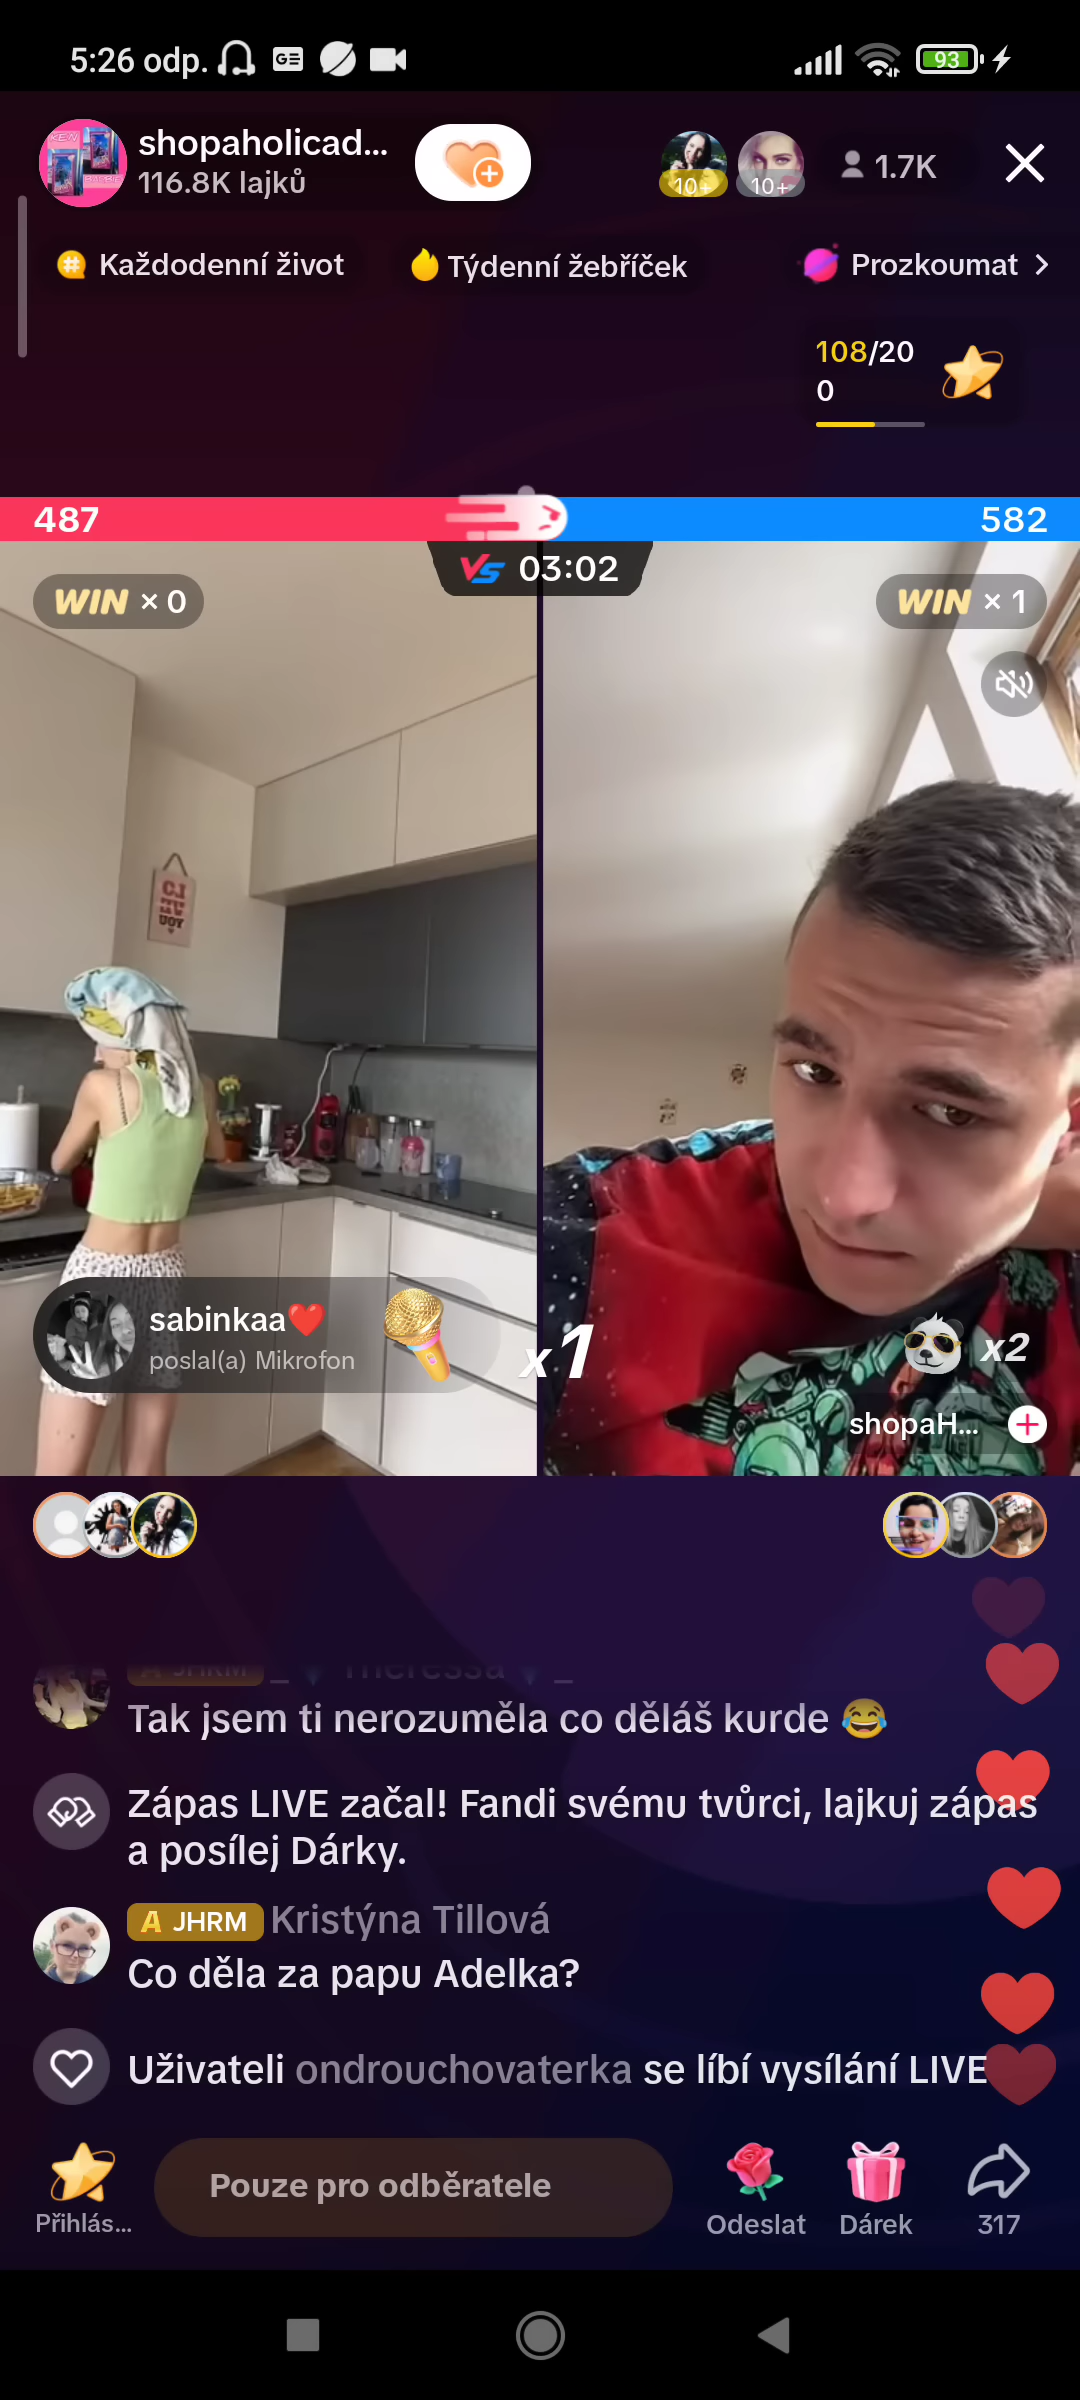 5:26 odp.
GE
93
shopaholicad...
116.8K lajků
10+
10+
1.7K
Každodenní život
Týdenní žebříček
Prozkoumat
108/20
0
487
582
VS 03:02
WIN × 0
WIN × 1
sabinkaa❤️
poslal(a) Mikrofon
x1
x2
shopaH...
A JHRM _ Theressa _
Tak jsem ti nerozuměla co děláš kurde 😂
Zápas LIVE začal! Fandi svému tvůrci, lajkuj zápas
a posílej Dárky.
A JHRM Kristýna Tillová
Co děla za papu Adelka?
Uživateli ondrouchovaterka se líbí vysílání LIVE
Pouze pro odběratele
Přihlás...
Odeslat
Dárek
317